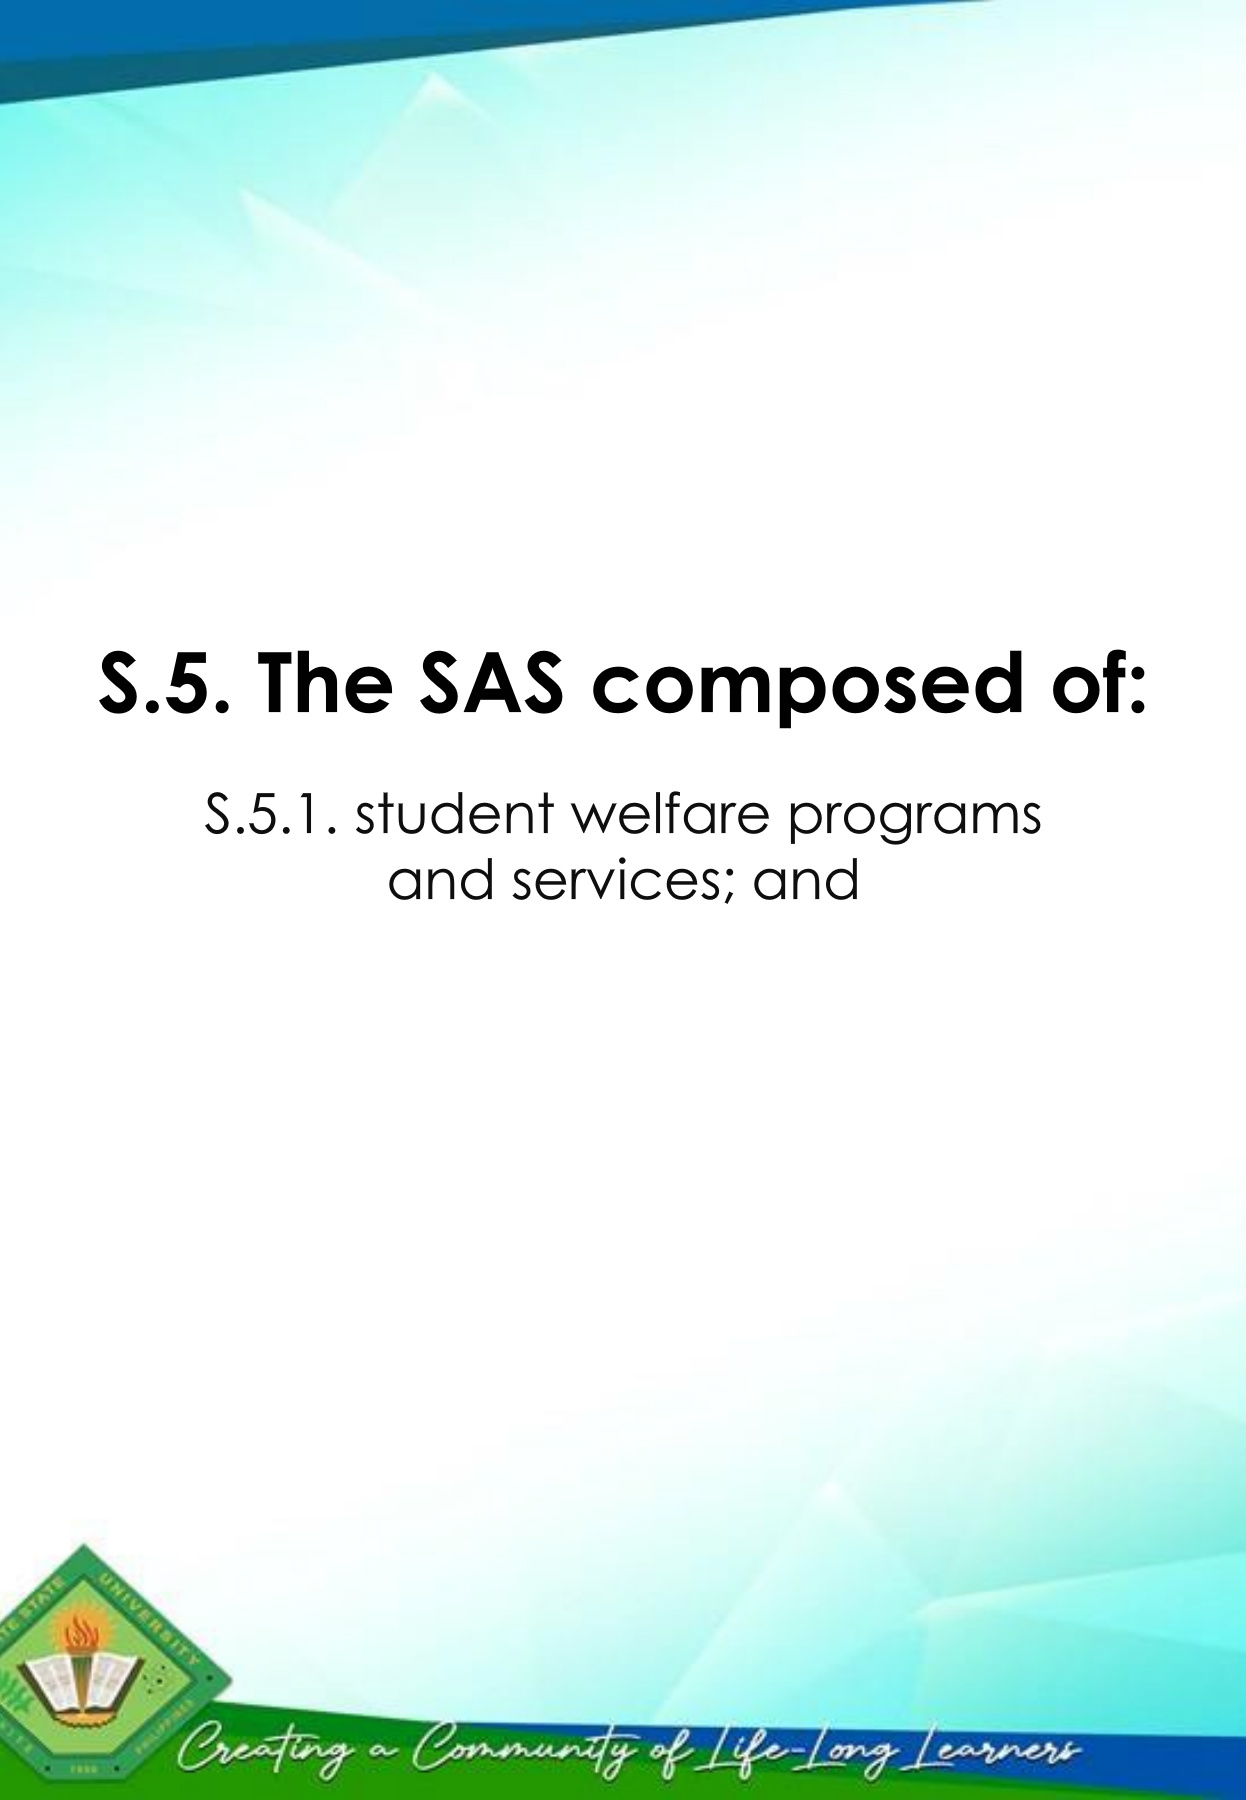 S.5. The SAS composed of:
S.5.1. student welfare programs
and services; and
STATE UNIVERSITY
PHILIPPINES
Creating a Community of Life-Long Learners